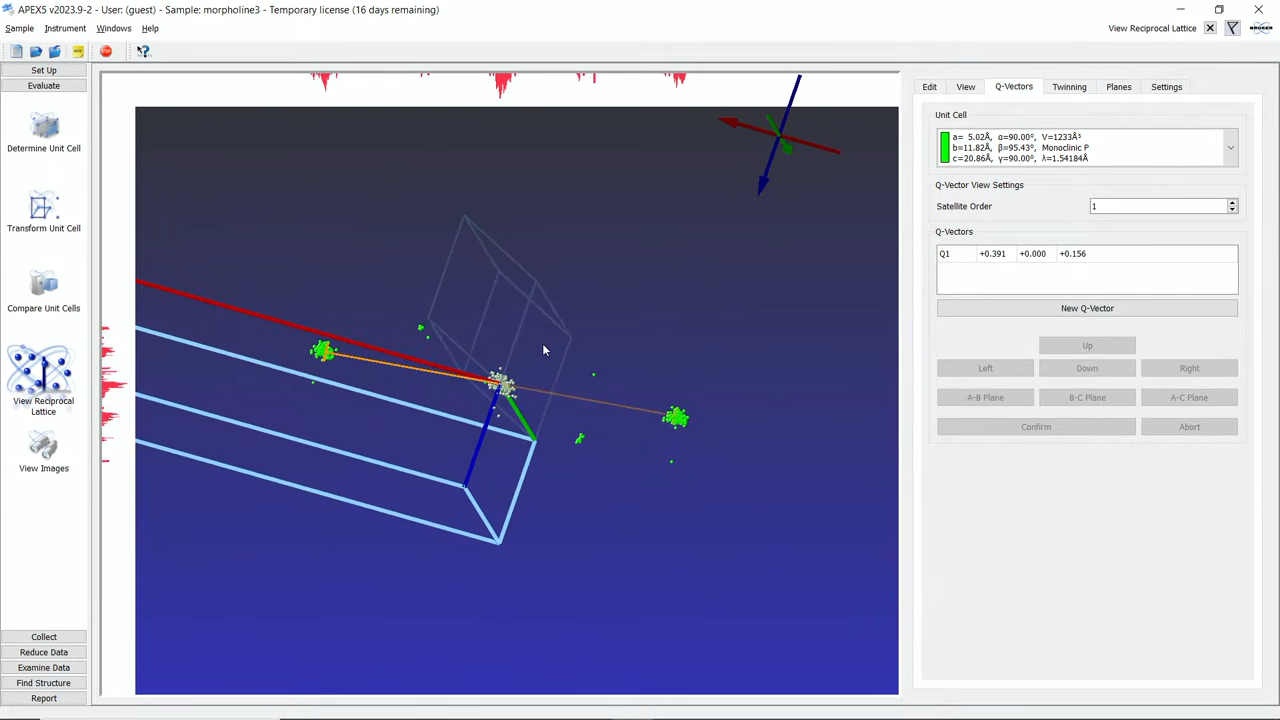 APEX5 v2023.9-2 - User: (guest) - Sample: morpholine3 - Temporary license (16 days remaining)
Sample Instrument Windows Help
View Reciprocal Lattice
BRUKER
Set Up
Evaluate
Determine Unit Cell
Transform Unit Cell
Compare Unit Cells
View Reciprocal
Lattice
View Images
Collect
Reduce Data
Examine Data
Find Structure
Report
Edit View Q-Vectors Twinning Planes Settings
Unit Cell
a= 5.02Å, α=90.00°, V=1233Å³
b=11.82Å, β=95.43°, Monoclinic P
c=20.86Å, γ=90.00°, λ=1.54184Å
Q-Vector View Settings
Satellite Order 1
Q-Vectors
Q1 +0.391 +0.000 +0.156
New Q-Vector
Up
Left Down Right
A-B Plane B-C Plane A-C Plane
Confirm Abort